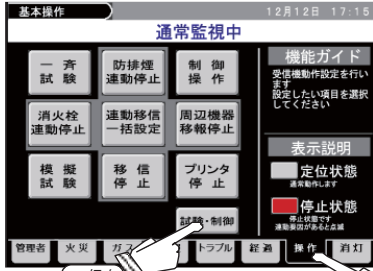 基本操作
12月12日 17:15
通常監視中
一斉
試験
防排煙
連動停止
制御
操作
消火栓
連動停止
連動移信
一括設定
周辺機器
移報停止
模擬
試験
移信
停止
プリンタ
停止
試験・制御
機能ガイド
受信機動作設定を行い
ます
設定したい項目を選択
してください
表示説明
定位状態
通常動作します
停止状態
停止状態です
連動要因があると点滅
管理者 火災 ガス トラブル 経過 操作 消灯